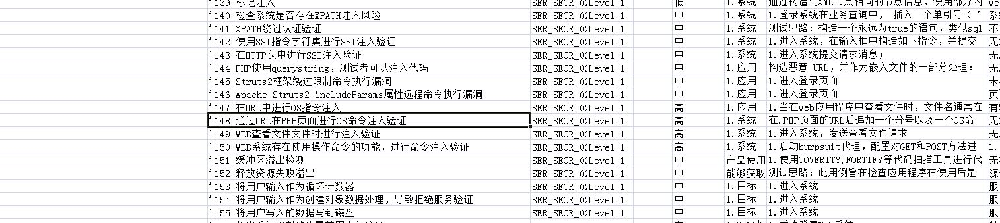 '139 标记注入 SER_SECR_02 Level 1 低 1.系统 通过构造与XML节点相同的节点信息，使用部分内 we
'140 检查系统是否存在XPATH注入风险 SER_SECR_02 Level 1 中 1.系统 1.登录系统在业务查询中， 插入一个单引号（ ' 系
'141 XPATH绕过认证验证 SER_SECR_02 Level 1 中 1.系统 测试思路：构造一个永远为true的语句，类似sql 不
'142 使用SSI指令字符集进行SSI注入验证 SER_SECR_02 Level 1 中 1.系统 1.进入系统，在输入框中构造如下指令，并提交 无
'143 在HTTP头中进行SSI注入验证 SER_SECR_02 Level 1 中 1.系统 1.进入系统提交请求消息； 无
'144 PHP使用querystring，测试者可以注入代码 SER_SECR_02 Level 1 中 1.应用 构造恶意 URL，并作为嵌入文件的一部分处理： 无
'145 Struts2框架绕过限制命令执行漏洞 SER_SECR_02 Level 1 中 1.应用 1.进入登录页面 未
'146 Apache Struts2 includeParams属性远程命令执行漏洞 SER_SECR_02 Level 1 中 1.应用 1.进入登录页面 页
'147 在URL中进行OS指令注入 SER_SECR_02 Level 1 高 1.应用 1.当在web应用程序中查看文件时，文件名通常在 有
'148 通过URL在PHP页面进行OS命令注入验证 SER_SECR_02 Level 1 高 1.系统 在.PHP页面的URL后追加一个分号以及一个OS命 无
'149 WEB查看文件文件时进行注入验证 SER_SECR_02 Level 1 高 1.系统 1.进入系统，发送查看文件请求 无
'150 WEB系统存在使用操作命令的功能，进行命令注入验证 SER_SECR_02 Level 1 高 1.系统 1.启动burpsuit代理，配置对GET和POST方法进 1.
'151 缓冲区溢出检测 SER_SECR_02 Level 1 中 产品使用 1.使用COVERITY,FORTIFY等代码扫描工具进行代 无
'152 释放资源失败溢出 SER_SECR_02 Level 1 中 能够获取 测试思路：此用例旨在检查应用程序在使用后是 源
'153 将用户输入作为循环计数器 SER_SECR_02 Level 1 中 1.目标 1.进入系统 服
'154 将用户输入作为创建对象数据处理，导致拒绝服务验证 SER_SECR_02 Level 1 中 1.目标 1.进入系统 服
'155 将用户写入的数据写到磁盘 SER_SECR_02 Level 1 中 1.目标 1.进入系统 服